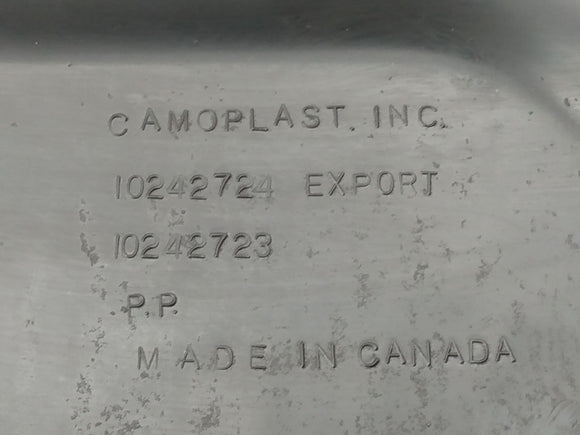 CAMOPLAST. INC.
10242724 EXPORT
10242723
P.P.
MADE IN CANADA